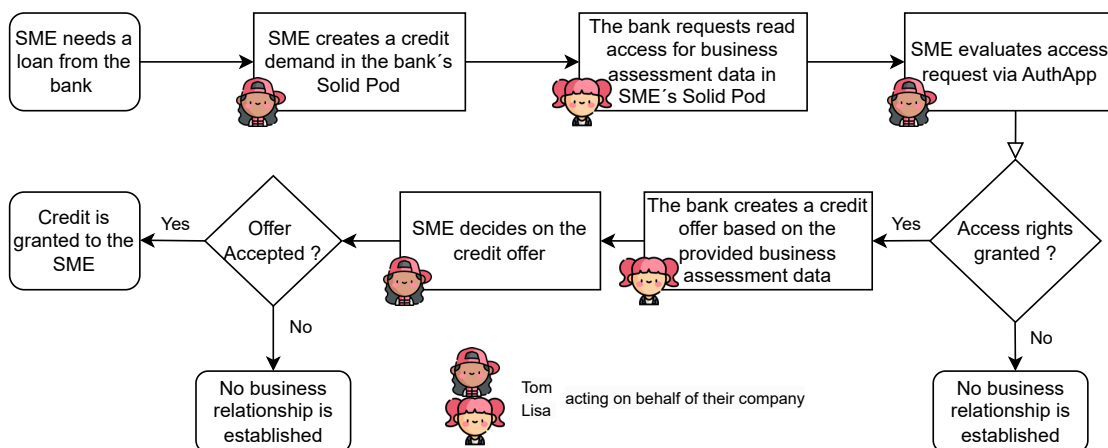 SME needs a
loan from the
bank
SME creates a credit
demand in the bank´s
Solid Pod
The bank requests read
access for business
assessment data in
SME´s Solid Pod
SME evaluates access
request via AuthApp
Credit is
granted to the
SME
Yes
Offer
Accepted ?
SME decides on the
credit offer
The bank creates a credit
offer based on the
provided business
assessment data
Yes
Access rights
granted ?
No
No
No business
relationship is
established
Tom
Lisa
acting on behalf of their company
No business
relationship is
established